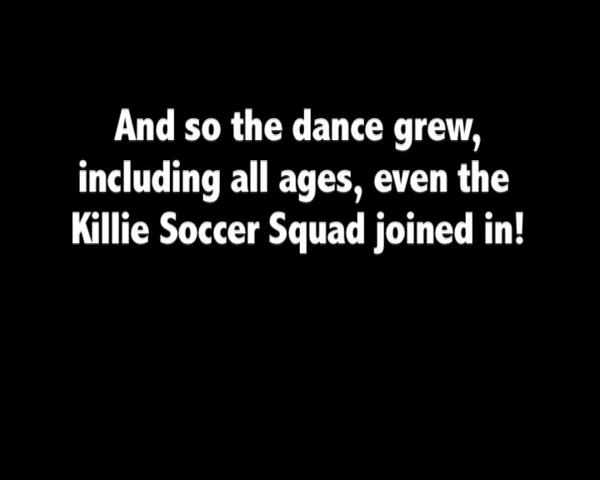 And so the dance grew,
including all ages, even the
Killie Soccer Squad joined in!